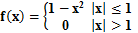 f(x) = {1 − x² |x| ≤ 1
0 |x| > 1